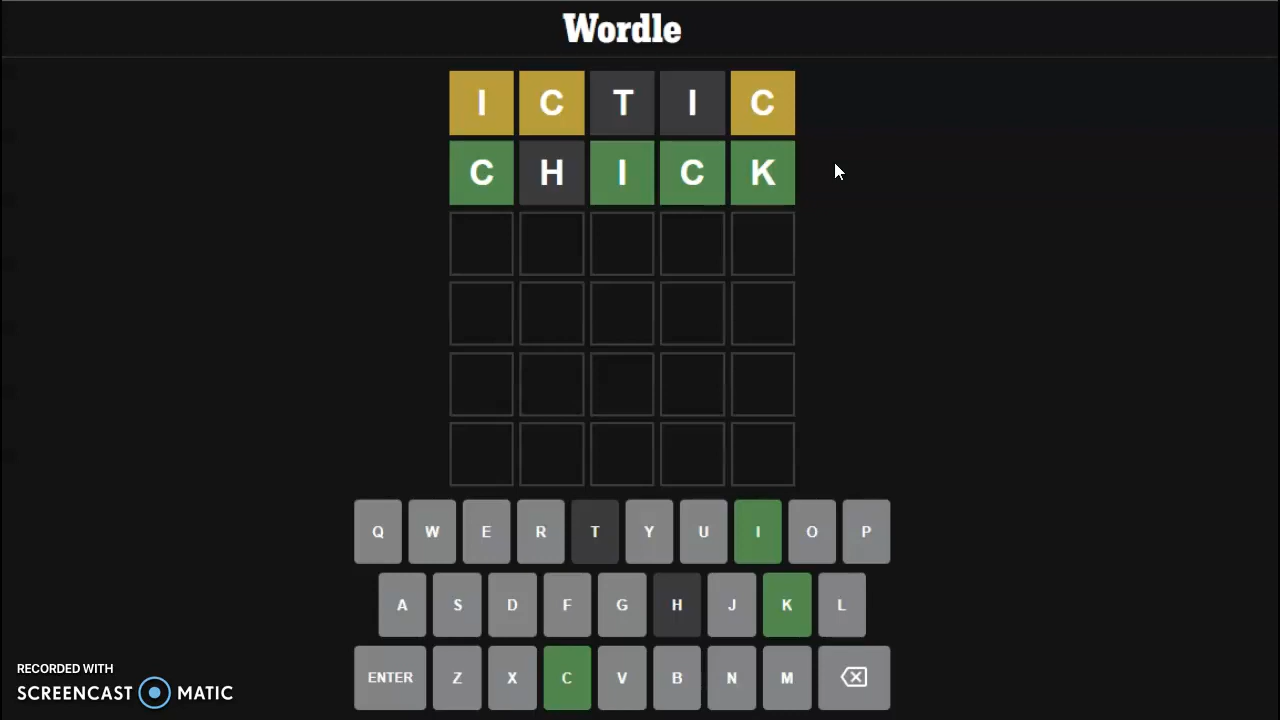 Wordle
I C T I C
C H I C K
Q W E R T Y U I O P
A S D F G H J K L
ENTER Z X C V B N M
RECORDED WITH
SCREENCAST MATIC